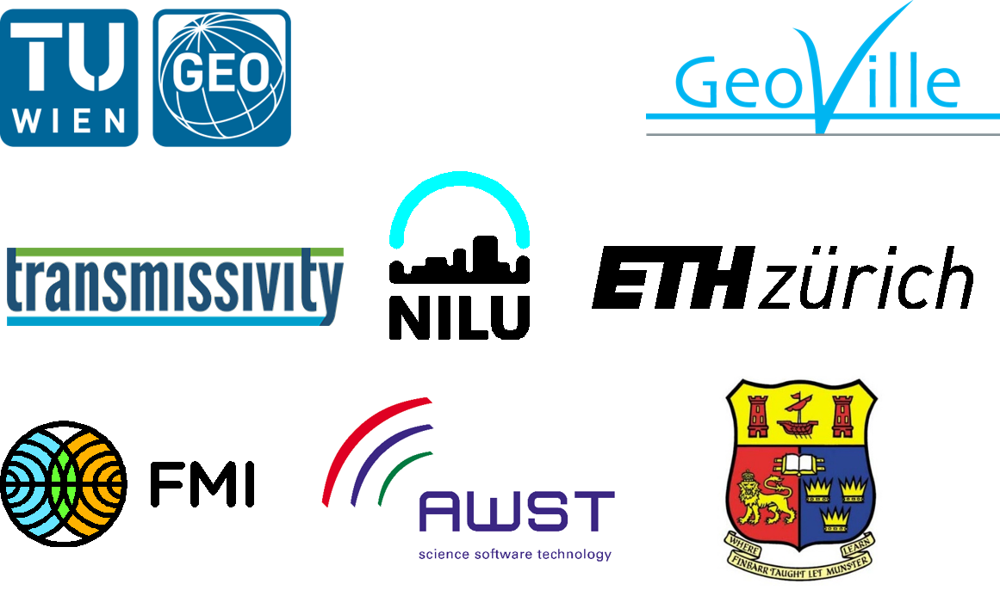 TU
WIEN
GEO
GeoVille
transmissivity
NILU
ETH zürich
FMI
AWST
science software technology
WHERE
FINBARR TAUGHT LET MUNSTER
LEARN